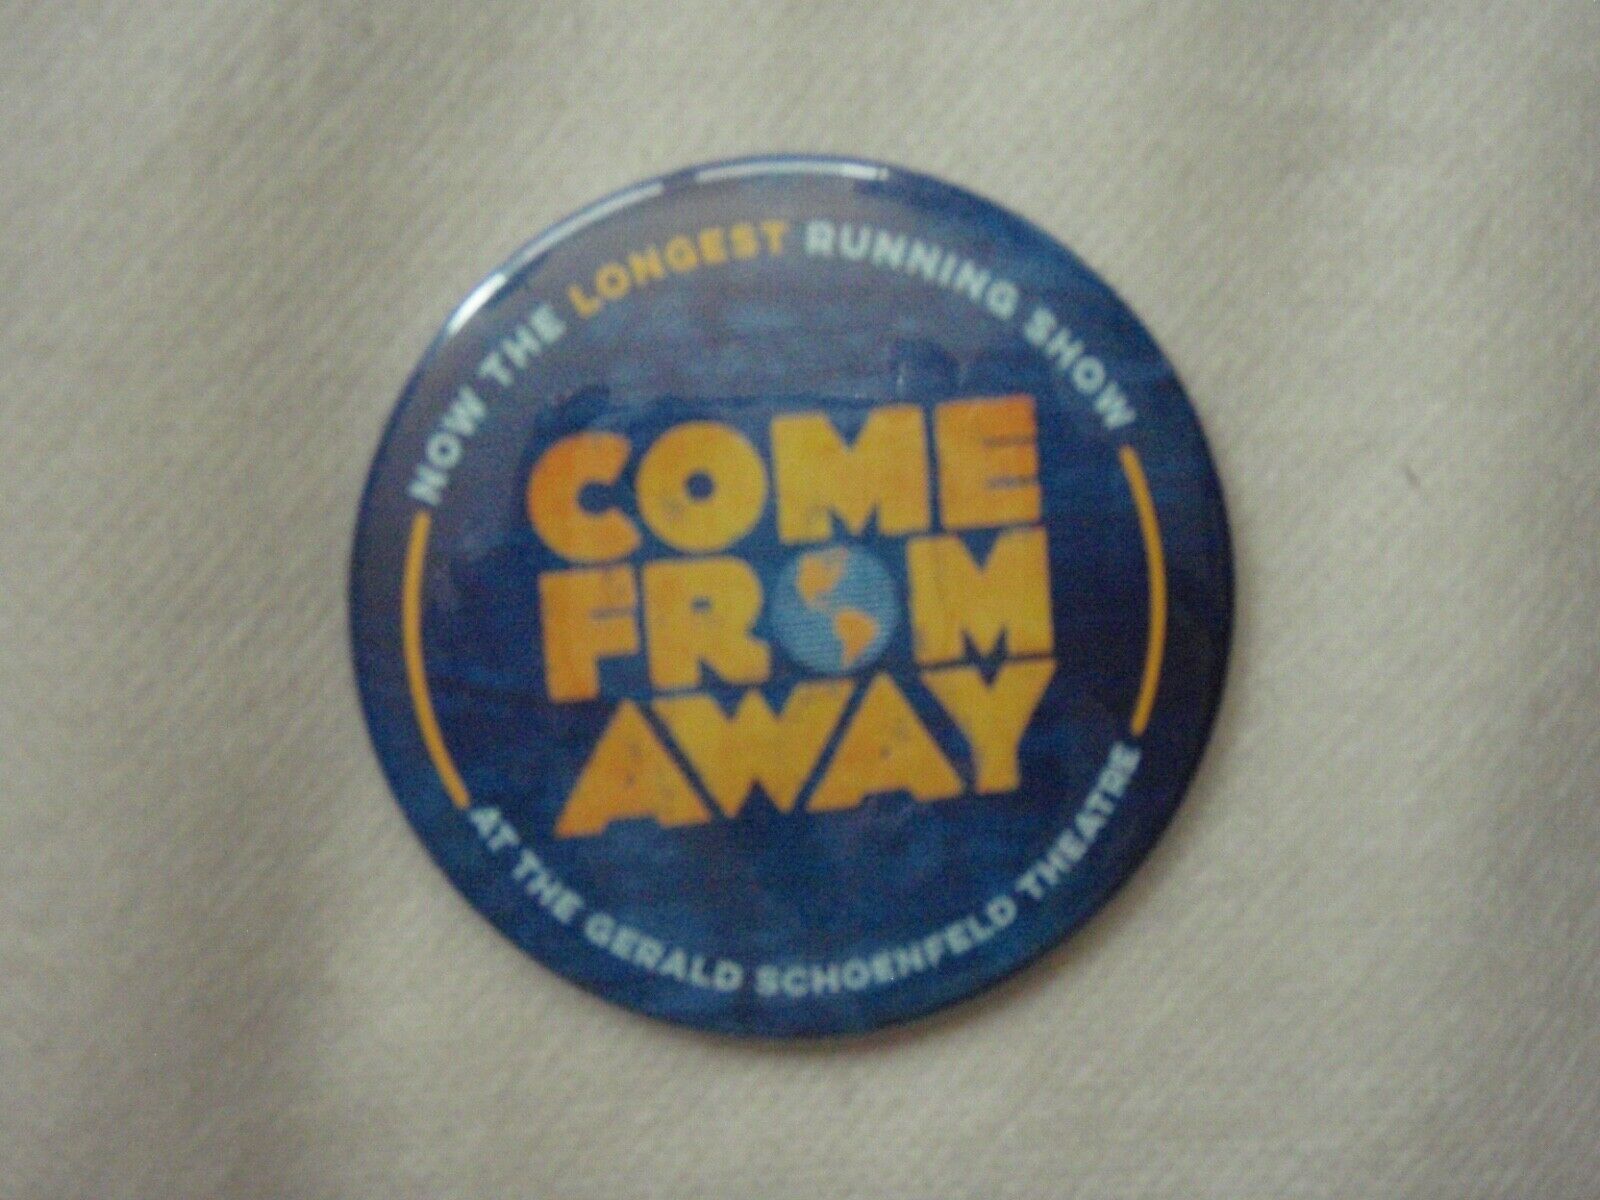 NOW THE LONGEST RUNNING SHOW
COME
FROM
AWAY
AT THE GERALD SCHOENFELD THEATRE